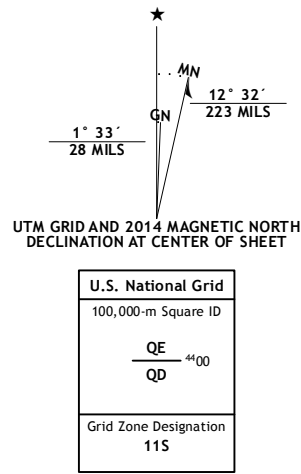 ★
MN
GN
12° 32´
223 MILS
1° 33´
28 MILS
UTM GRID AND 2014 MAGNETIC NORTH
DECLINATION AT CENTER OF SHEET
U.S. National Grid
100,000-m Square ID
QE
4400
QD
Grid Zone Designation
11S